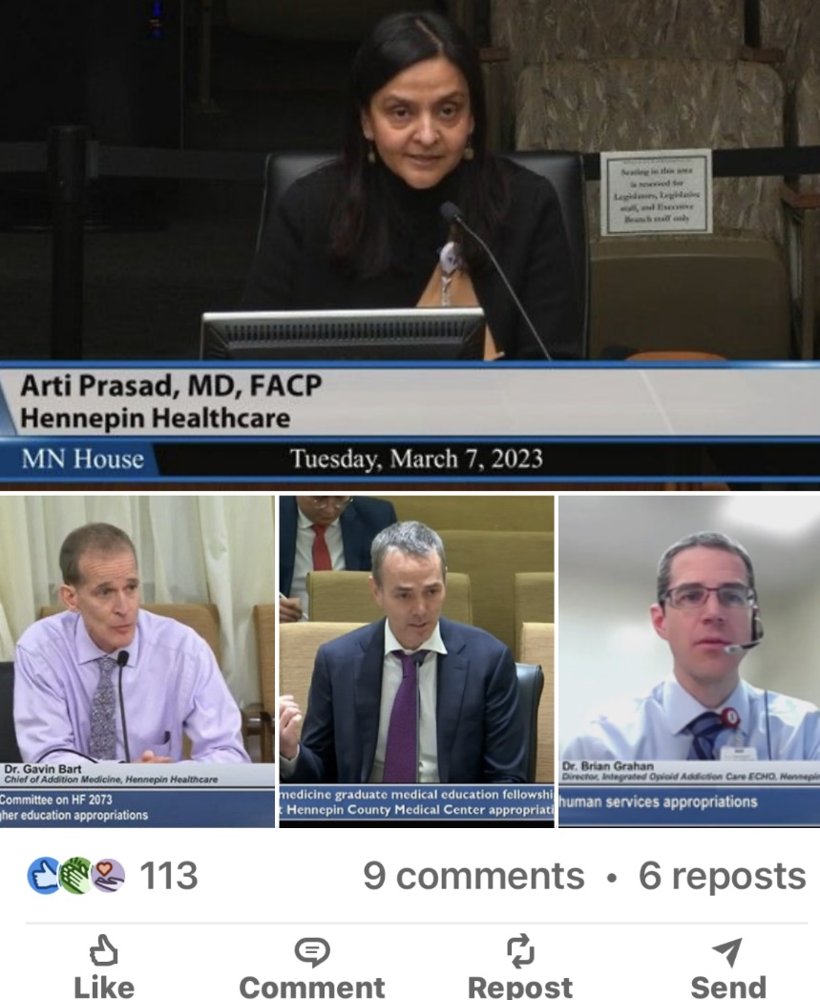 Seating in this area
is reserved for
Legislators, Legislative
staff, and Executive
Branch staff only
Arti Prasad, MD, FACP
Hennepin Healthcare
MN House
Tuesday, March 7, 2023
Dr. Gavin Bart
Chief of Addition Medicine, Hennepin Healthcare
Committee on HF 2073
her education appropriations
medicine graduate medical education fellowshi
t Hennepin County Medical Center appropriati
Dr. Brian Grahan
Director, Integrated Opioid Addiction Care ECHO, Hennepin
human services appropriations
113
9 comments • 6 reposts
Like
Comment
Repost
Send